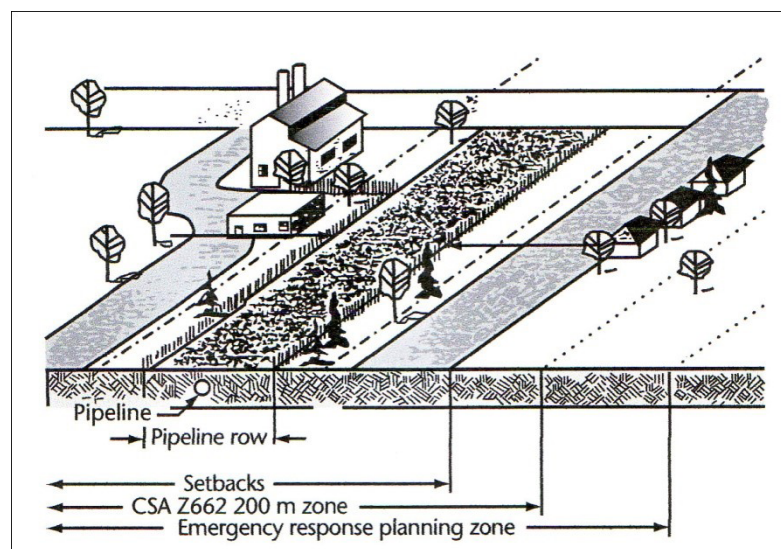 Pipeline
Pipeline row
Setbacks
CSA Z662 200 m zone
Emergency response planning zone